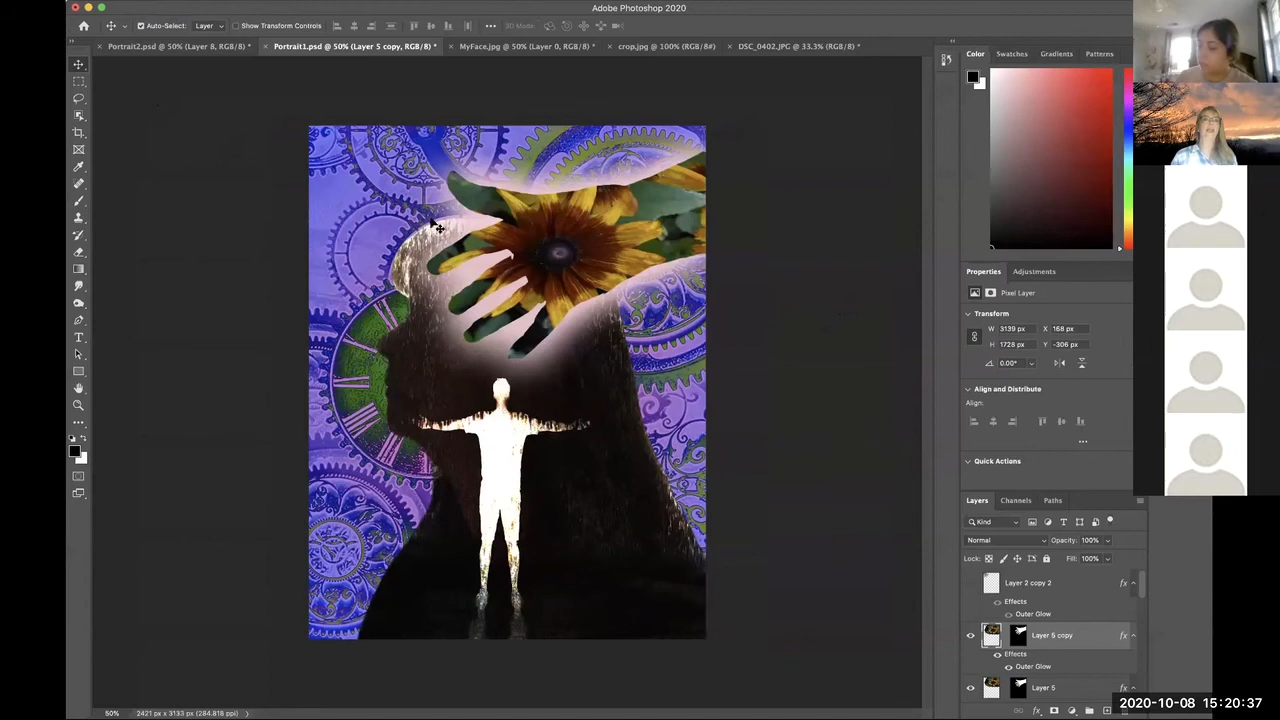 Adobe Photoshop 2020
Auto-Select: Layer Show Transform Controls ••• 3D Mode:
× Portrait2.psd @ 50% (Layer 8, RGB/8) * × Portrait1.psd @ 50% (Layer 5 copy, RGB/8) * × MyFace.jpg @ 50% (Layer 0, RGB/8) * × crop.jpg @ 100% (RGB/8#) × DSC_0402.JPG @ 33.3% (RGB/8) *
Color Swatches Gradients Patterns
Properties Adjustments
Pixel Layer
Transform
W 3139 px X 168 px
H 1728 px Y -306 px
0.00°
Align and Distribute
Align:
•••
Quick Actions
Layers Channels Paths
Kind
Normal Opacity: 100%
Lock: Fill: 100%
Layer 2 copy 2 fx
Effects
Outer Glow
Layer 5 copy fx
Effects
Outer Glow
Layer 5 fx
50% 2421 px x 3133 px (284.818 ppi)
2020-10-08 15:20:37